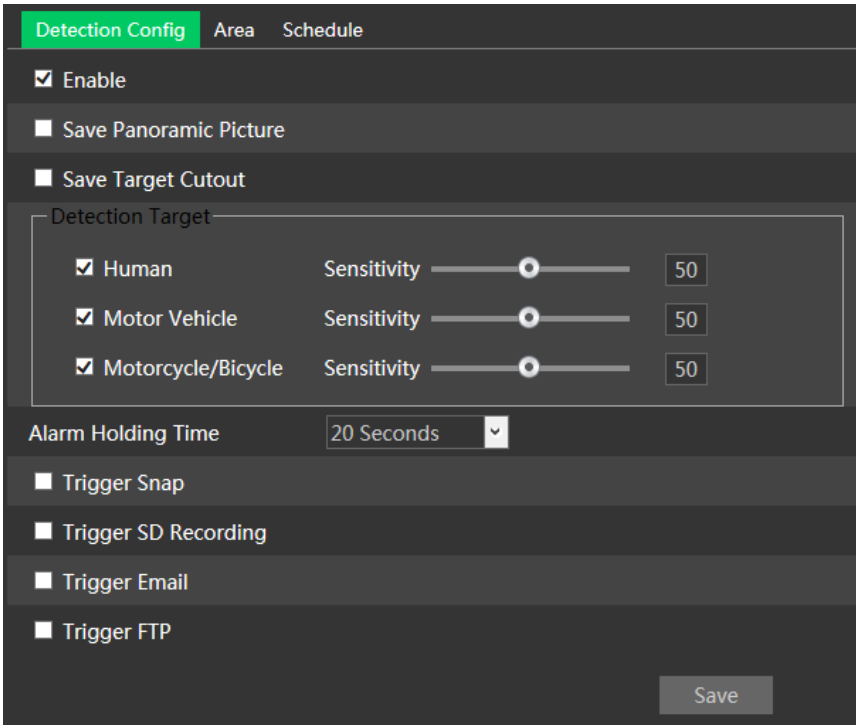 Detection Config Area Schedule
Enable
Save Panoramic Picture
Save Target Cutout
Detection Target
Human Sensitivity 50
Motor Vehicle Sensitivity 50
Motorcycle/Bicycle Sensitivity 50
Alarm Holding Time 20 Seconds
Trigger Snap
Trigger SD Recording
Trigger Email
Trigger FTP
Save